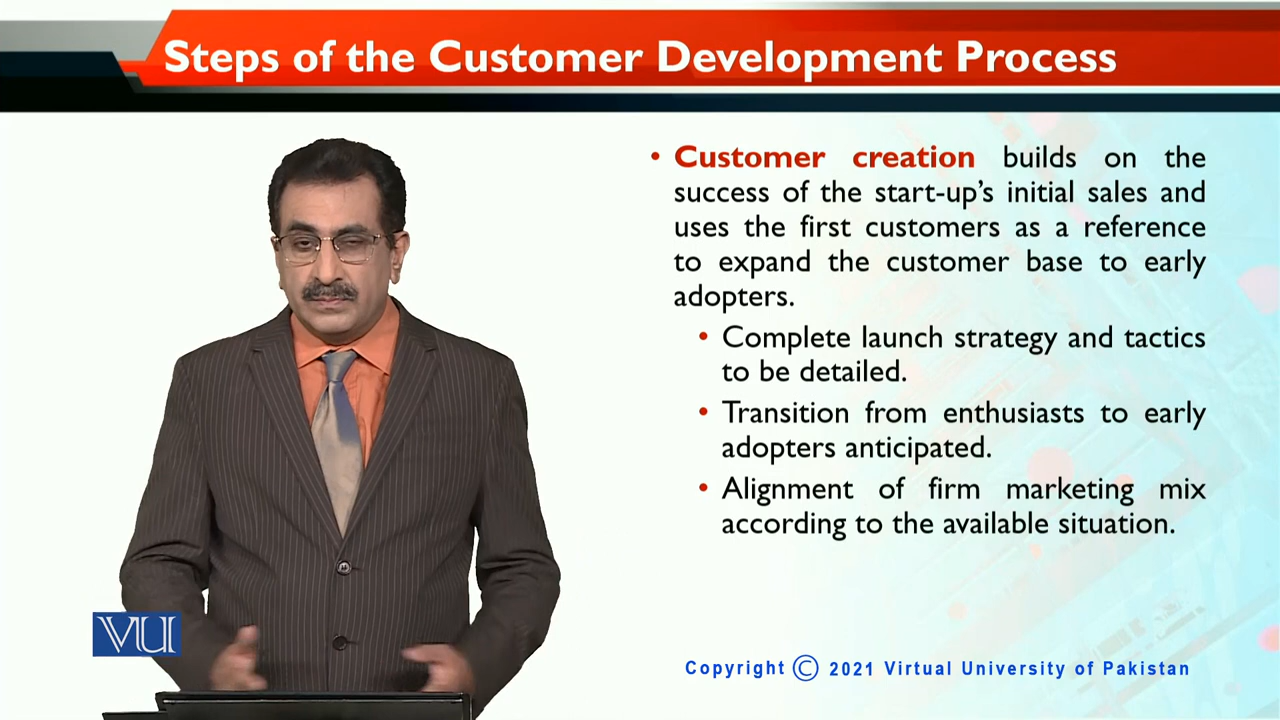 Steps of the Customer Development Process
• Customer creation builds on the
success of the start-up's initial sales and
uses the first customers as a reference
to expand the customer base to early
adopters.
• Complete launch strategy and tactics
to be detailed.
• Transition from enthusiasts to early
adopters anticipated.
• Alignment of firm marketing mix
according to the available situation.
VU
Copyright © 2021 Virtual University of Pakistan